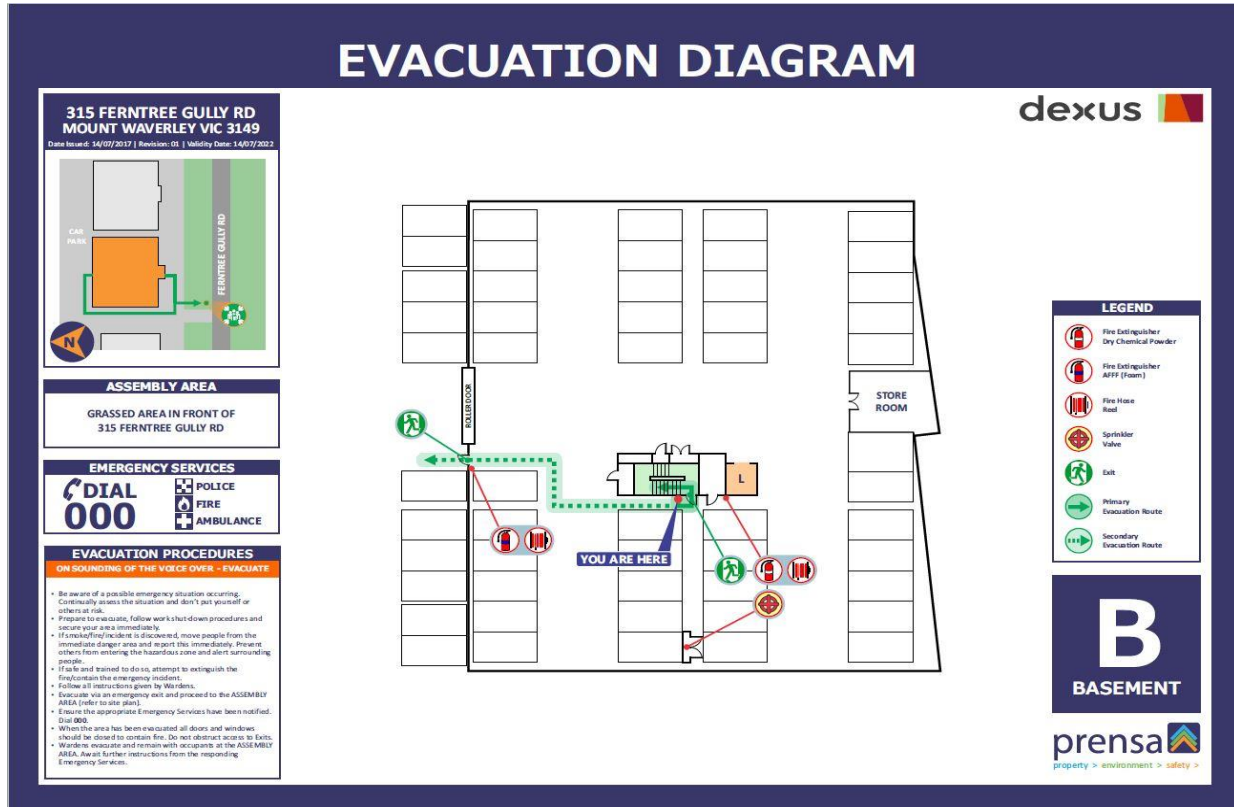 EVACUATION DIAGRAM
315 FERNTREE GULLY RD
MOUNT WAVERLEY VIC 3149
Date Issued: 14/07/2017 | Revision: 01 | Validity Date: 14/07/2022
CAR
PARK
FERNTREE GULLY RD
N
ASSEMBLY AREA
GRASSED AREA IN FRONT OF
315 FERNTREE GULLY RD
EMERGENCY SERVICES
DIAL
000
POLICE
FIRE
AMBULANCE
EVACUATION PROCEDURES
ON SOUNDING OF THE VOICE OVER - EVACUATE
• Be aware of a possible emergency situation occurring.
Continually assess the situation and don't put yourself or
others at risk.
• Prepare to evacuate, follow work shut-down procedures and
secure your area immediately.
• If smoke/fire/incident is discovered, move people from the
immediate danger area and report this immediately. Prevent
others from entering the hazardous zone and alert surrounding
people.
• If safe and trained to do so, attempt to extinguish the
fire/contain the emergency incident.
• Follow all instructions given by Wardens.
• Evacuate via an emergency exit and proceed to the ASSEMBLY
AREA (refer to site plan).
• Ensure the appropriate Emergency Services have been notified.
Dial 000.
• When the area has been evacuated all doors and windows
should be closed to contain fire. Do not obstruct access to Exits.
• Wardens evacuate and remain with occupants at the ASSEMBLY
AREA. Await further instructions from the responding
Emergency Services.
ROLLER DOOR
STORE
ROOM
L
YOU ARE HERE
dexus
LEGEND
Fire Extinguisher
Dry Chemical Powder
Fire Extinguisher
AFFF (Foam)
Fire Hose
Reel
Sprinkler
Valve
Exit
Primary
Evacuation Route
Secondary
Evacuation Route
B
BASEMENT
prensa
property > environment > safety >